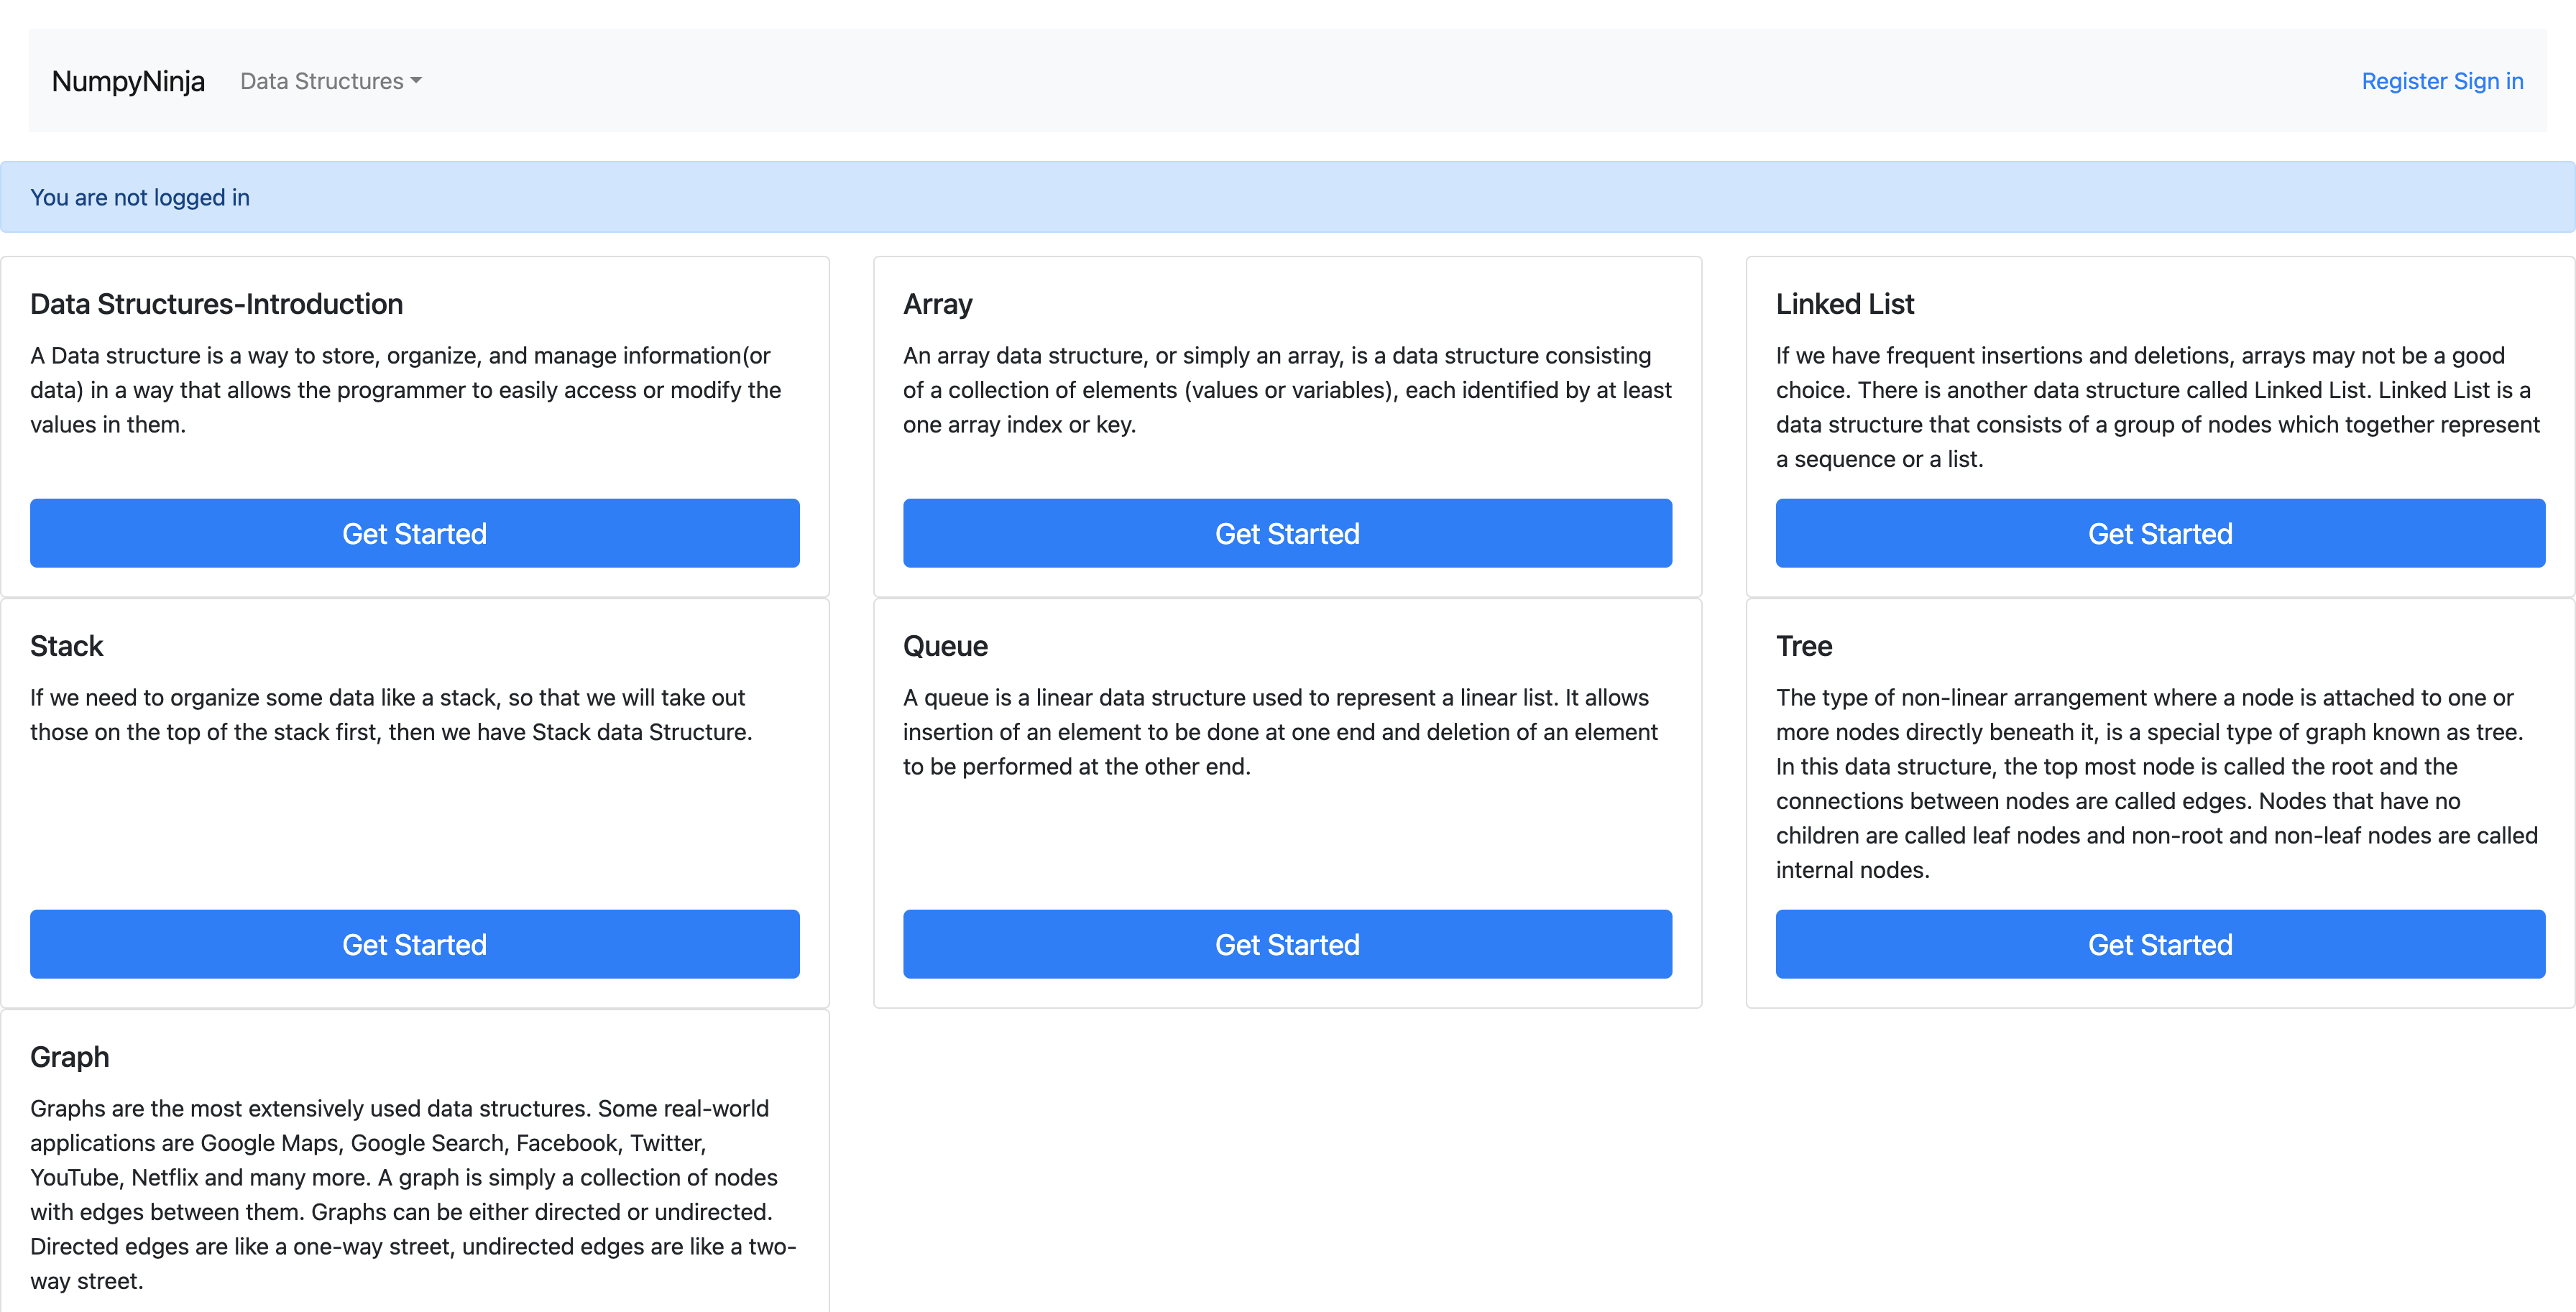 NumpyNinja
Data Structures
Register Sign in
You are not logged in
Data Structures-Introduction
A Data structure is a way to store, organize, and manage information(or
data) in a way that allows the programmer to easily access or modify the
values in them.
Get Started
Array
An array data structure, or simply an array, is a data structure consisting
of a collection of elements (values or variables), each identified by at least
one array index or key.
Get Started
Linked List
If we have frequent insertions and deletions, arrays may not be a good
choice. There is another data structure called Linked List. Linked List is a
data structure that consists of a group of nodes which together represent
a sequence or a list.
Get Started
Stack
If we need to organize some data like a stack, so that we will take out
those on the top of the stack first, then we have Stack data Structure.
Get Started
Queue
A queue is a linear data structure used to represent a linear list. It allows
insertion of an element to be done at one end and deletion of an element
to be performed at the other end.
Get Started
Tree
The type of non-linear arrangement where a node is attached to one or
more nodes directly beneath it, is a special type of graph known as tree.
In this data structure, the top most node is called the root and the
connections between nodes are called edges. Nodes that have no
children are called leaf nodes and non-root and non-leaf nodes are called
internal nodes.
Get Started
Graph
Graphs are the most extensively used data structures. Some real-world
applications are Google Maps, Google Search, Facebook, Twitter,
YouTube, Netflix and many more. A graph is simply a collection of nodes
with edges between them. Graphs can be either directed or undirected.
Directed edges are like a one-way street, undirected edges are like a two-
way street.